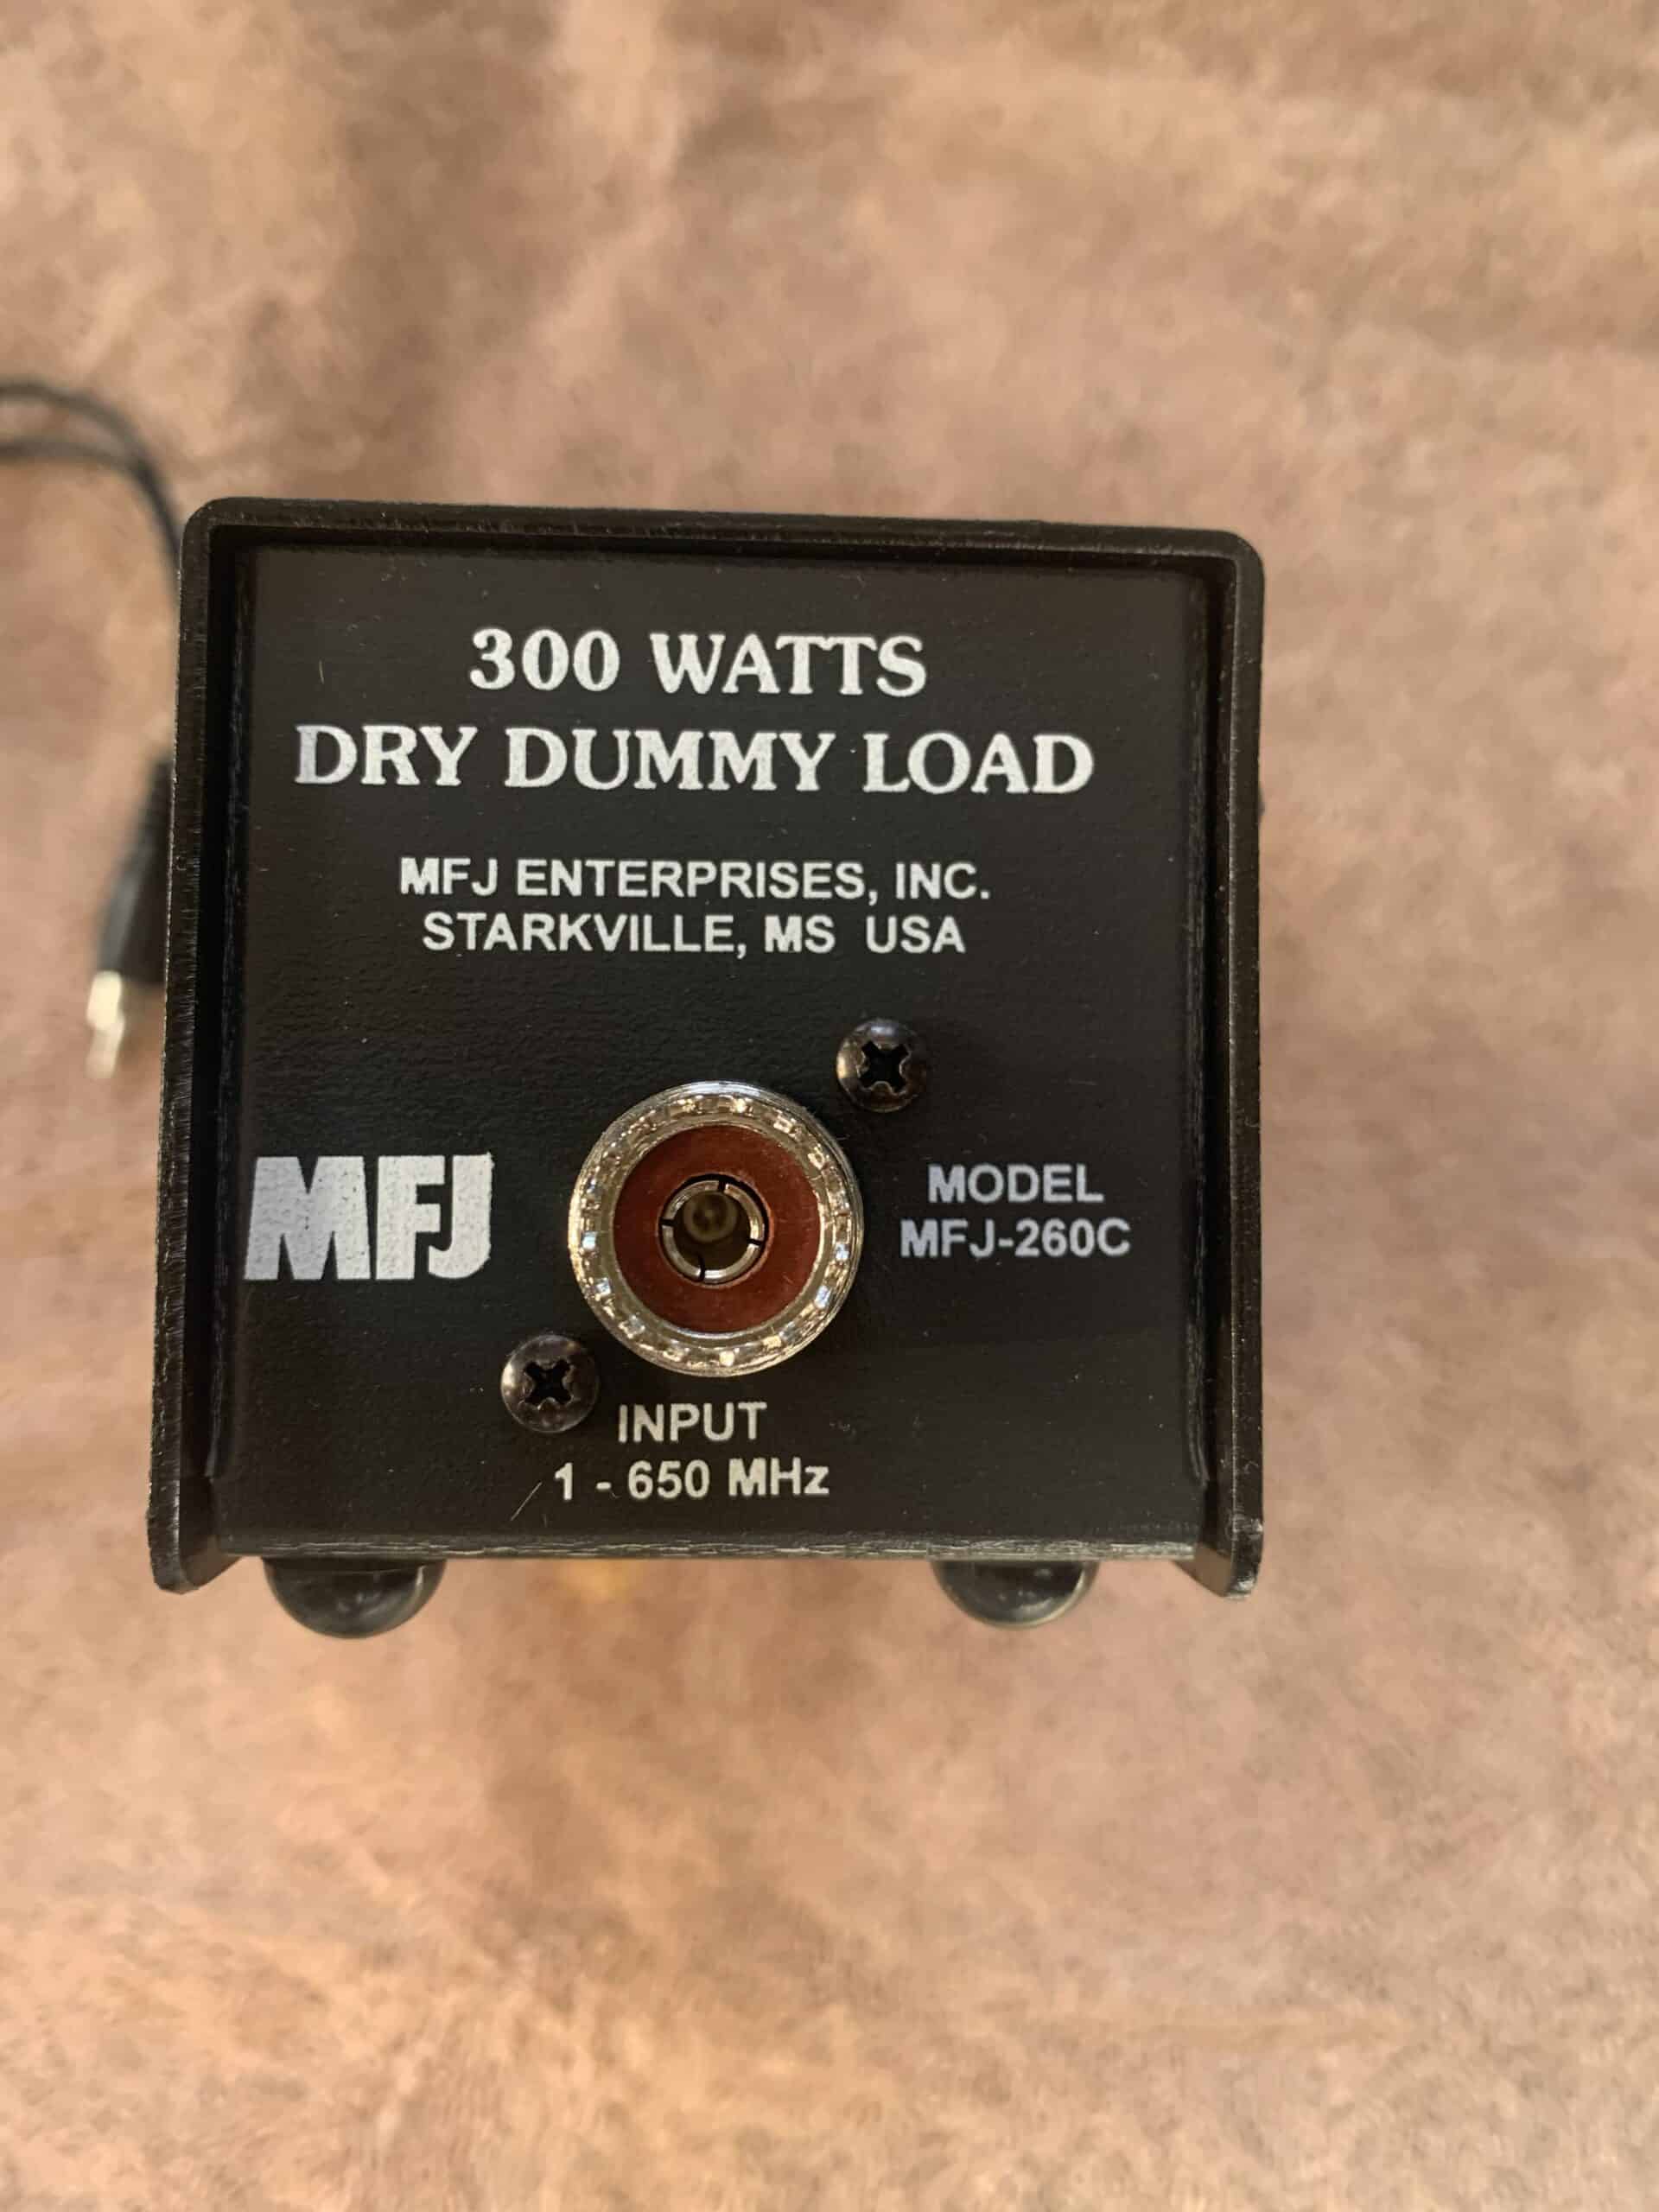 300 WATTS
DRY DUMMY LOAD
MFJ ENTERPRISES, INC.
STARKVILLE, MS USA
MFJ
MODEL
MFJ-260C
INPUT
1 - 650 MHz